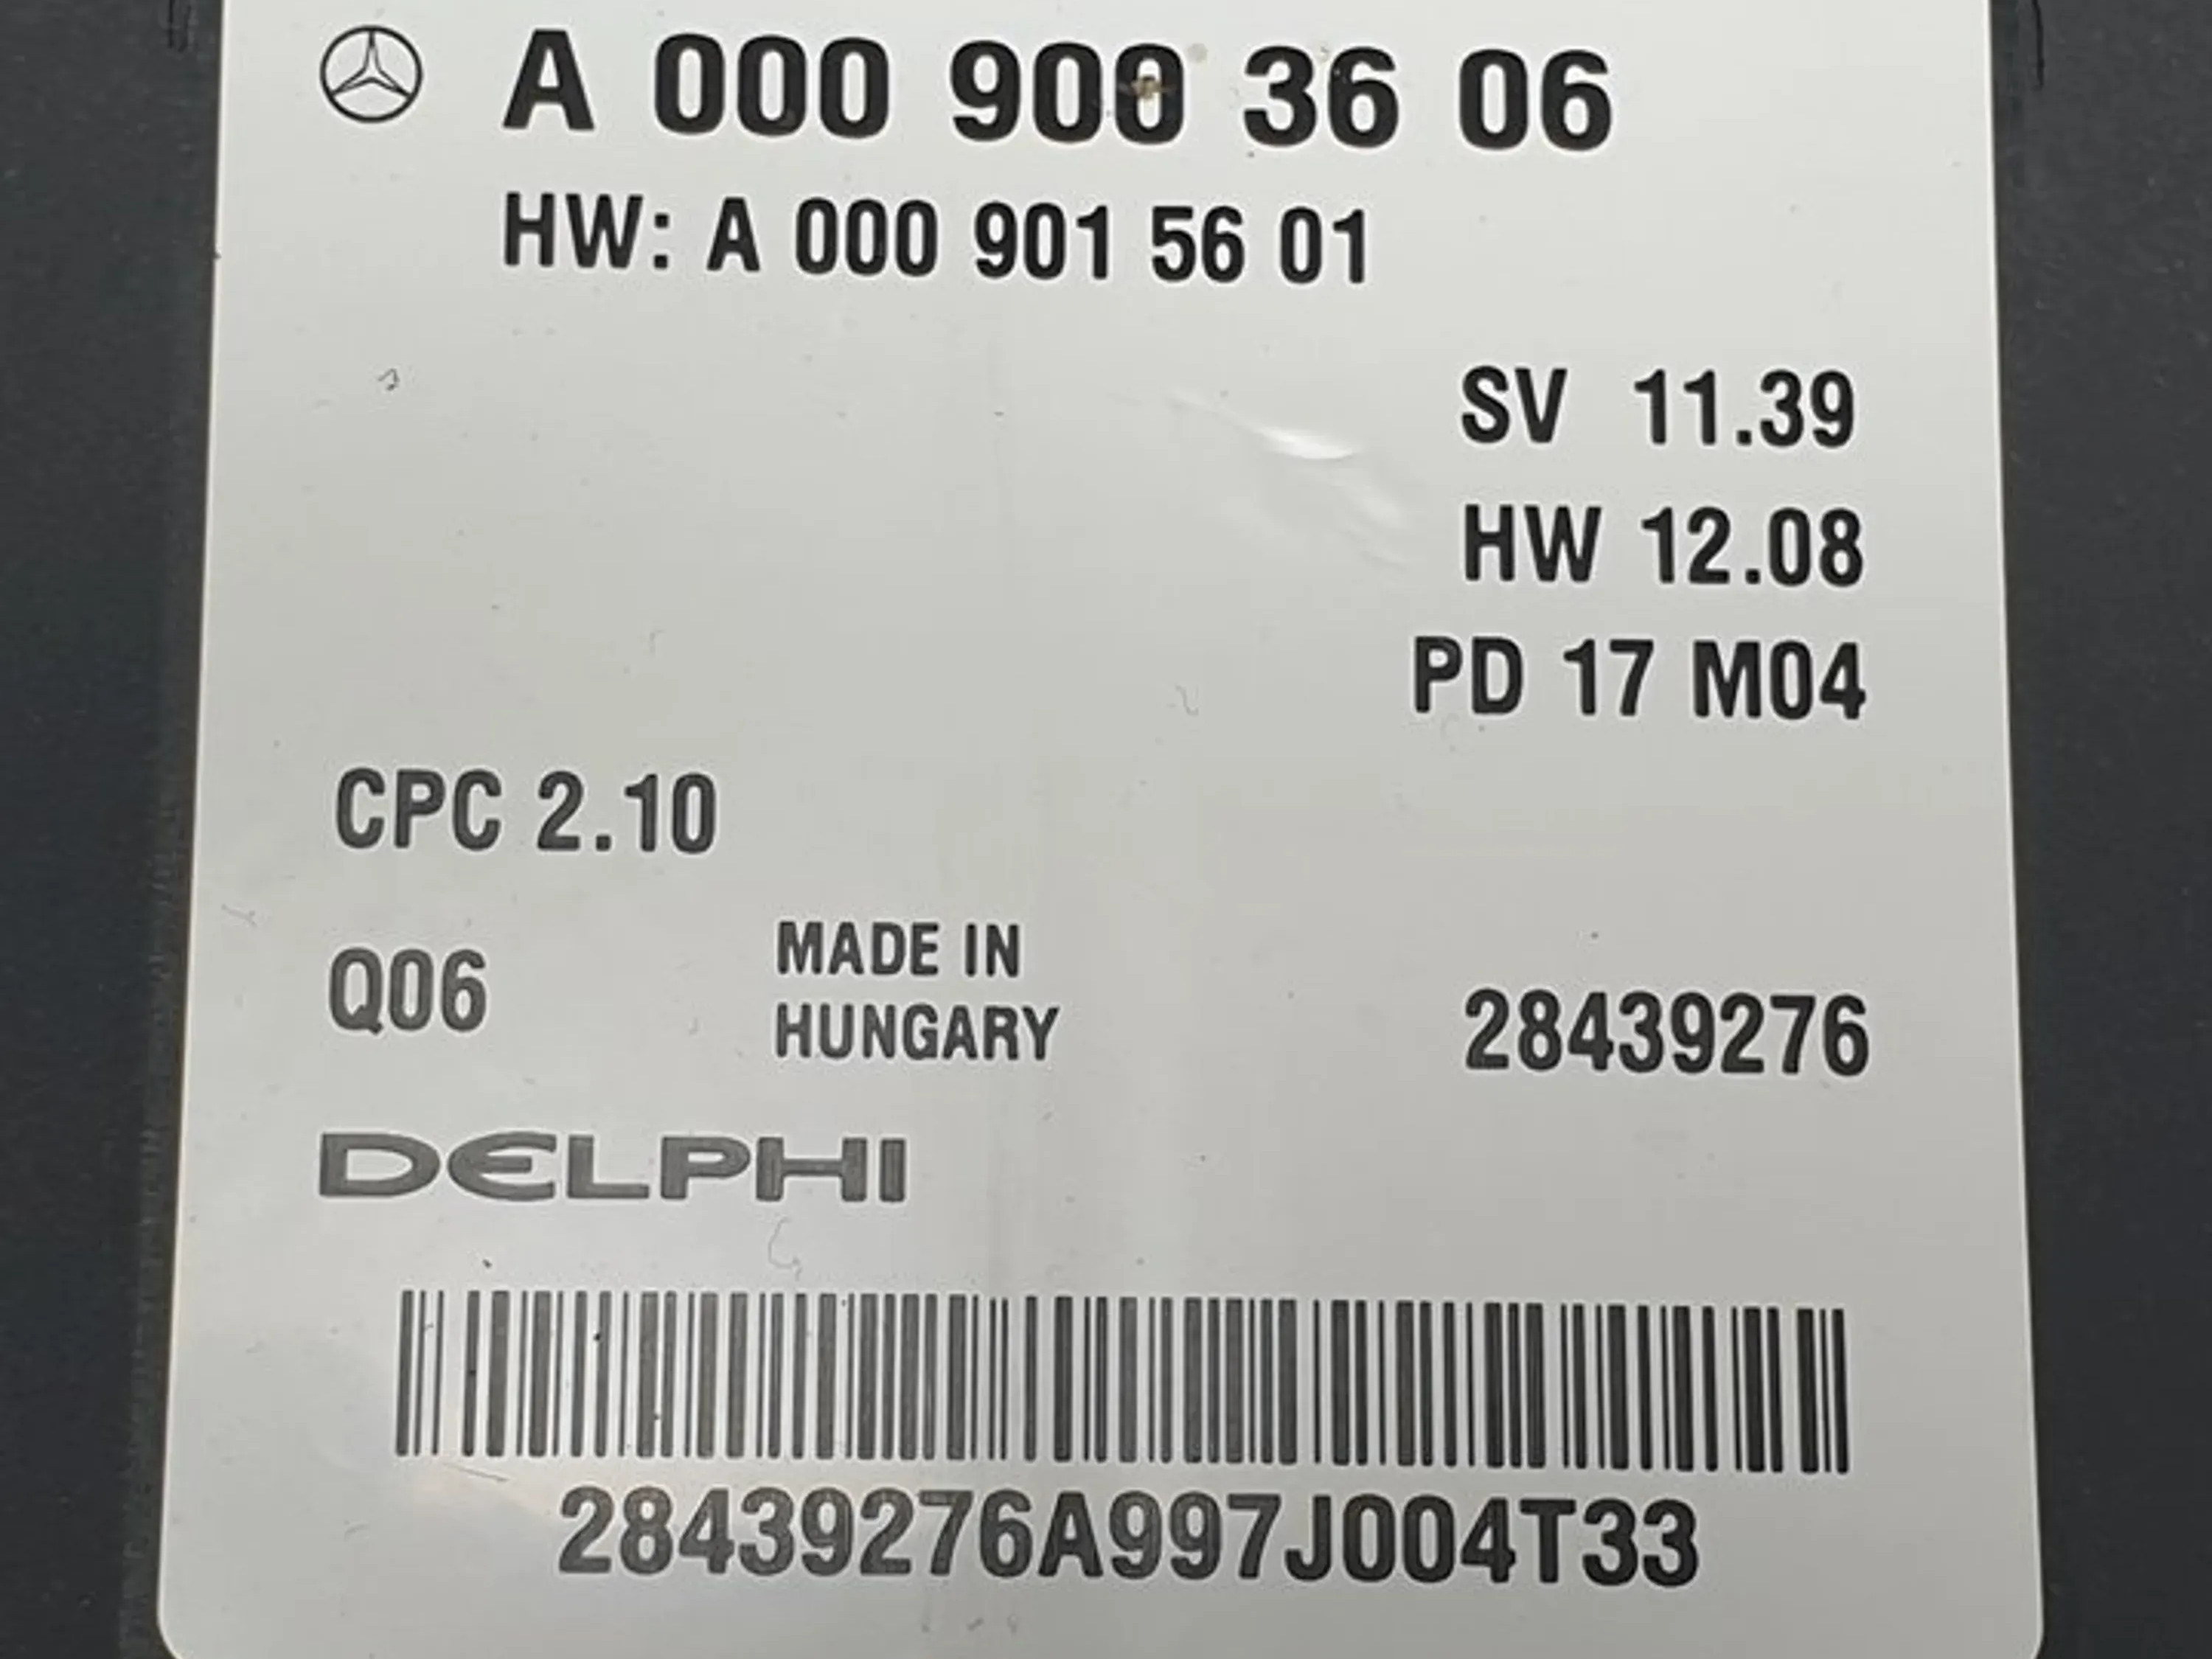 A 000 900 36 06
HW: A 000 901 56 01
SV 11.39
HW 12.08
PD 17 M04
CPC 2.10
Q06
MADE IN
HUNGARY
28439276
DELPHI
28439276A997J004T33